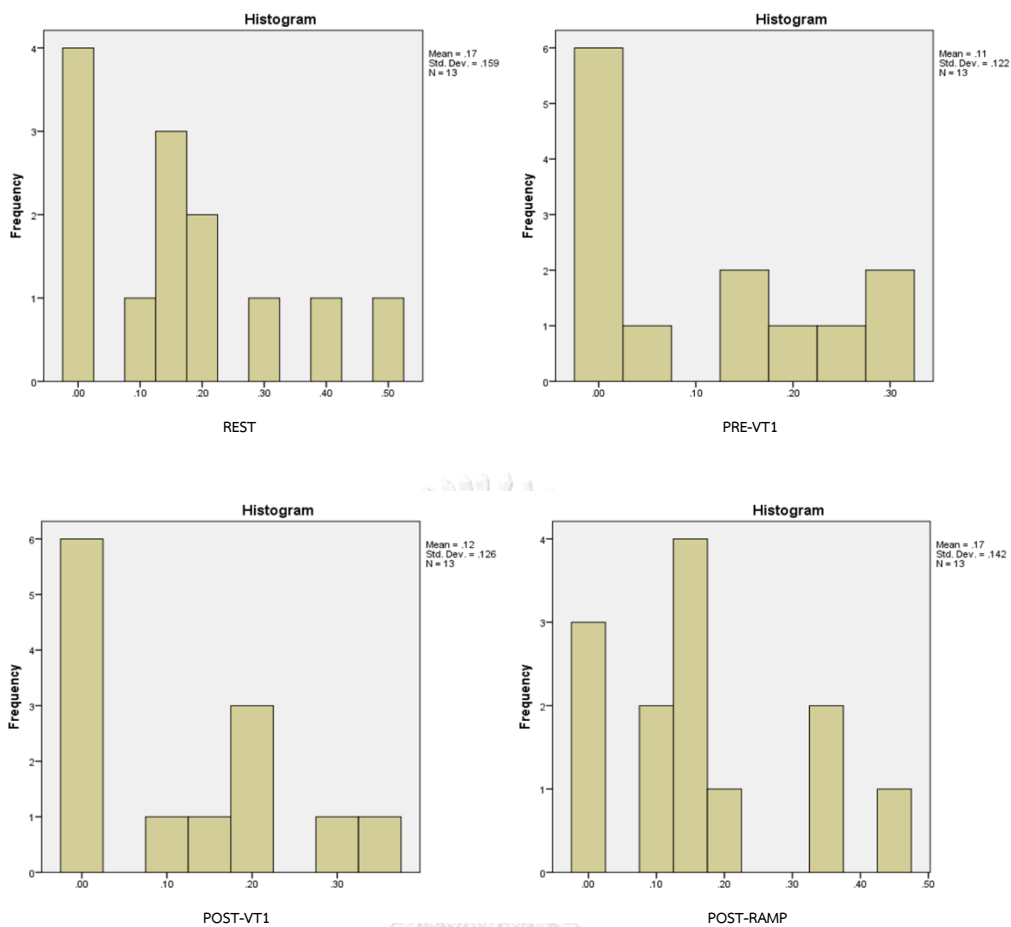 Histogram
Mean = .17
Std. Dev. = .159
N = 13
Frequency
4
3
2
1
0
.00 .10 .20 .30 .40 .50
REST
Histogram
Mean = .11
Std. Dev. = .122
N = 13
Frequency
6
5
4
3
2
1
0
.00 .10 .20 .30
PRE-VT1
Histogram
Mean = .12
Std. Dev. = .126
N = 13
Frequency
6
5
4
3
2
1
0
.00 .10 .20 .30
POST-VT1
Histogram
Mean = .17
Std. Dev. = .142
N = 13
Frequency
4
3
2
1
0
.00 .10 .20 .30 .40 .50
POST-RAMP